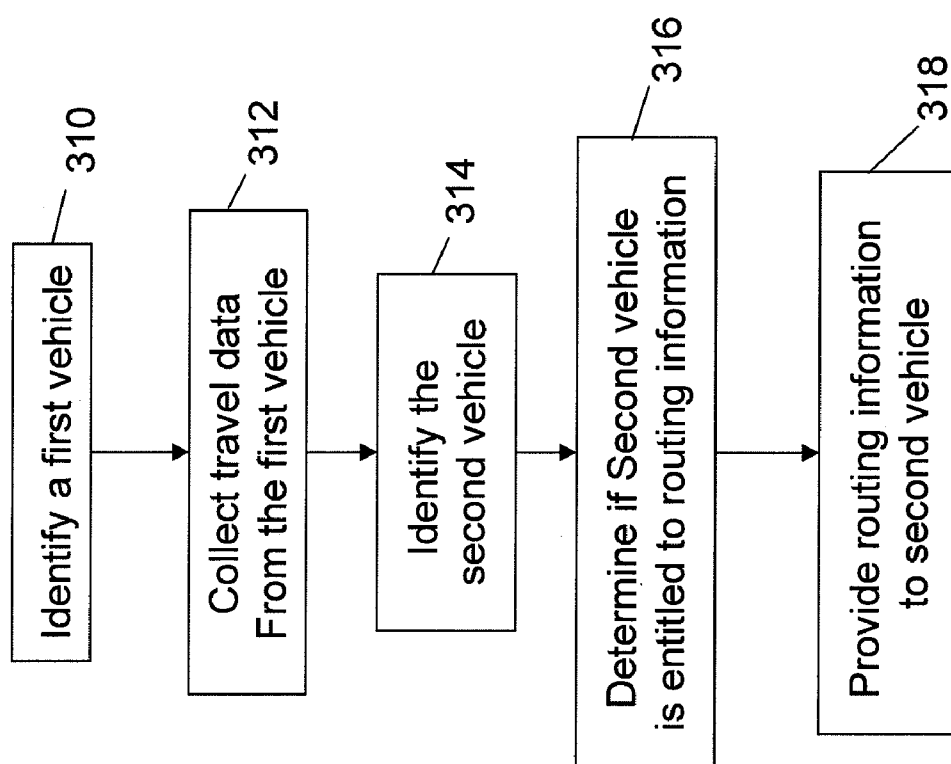 310
Identify a first vehicle
312
Collect travel data
From the first vehicle
314
Identify the
second vehicle
316
Determine if Second vehicle
is entitled to routing information
318
Provide routing information
to second vehicle